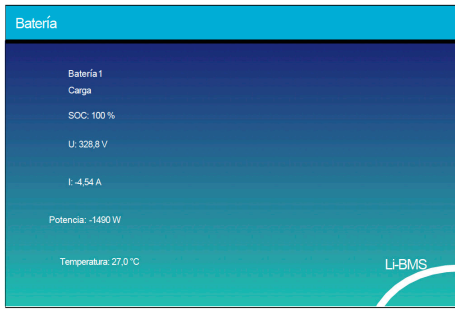 Batería
Batería 1
Carga
SOC: 100 %
U: 328,8 V
I: -4,54 A
Potencia: -1490 W
Temperatura: 27,0 °C
Li-BMS